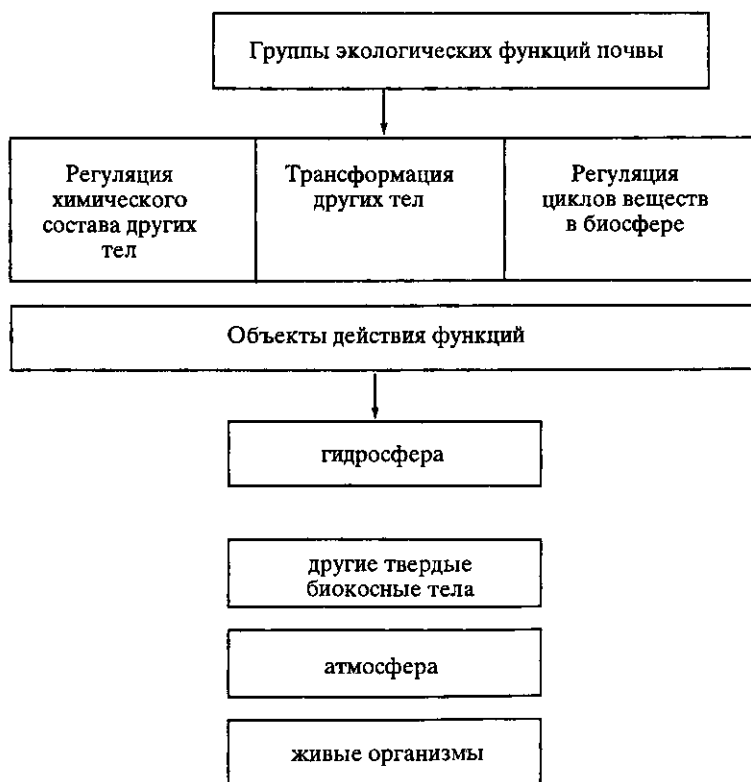 Группы экологических функций почвы
Регуляция
химического
состава других
тел
Трансформация
других тел
Регуляция
циклов веществ
в биосфере
Объекты действия функций
гидросфера
другие твердые
биокосные тела
атмосфера
живые организмы